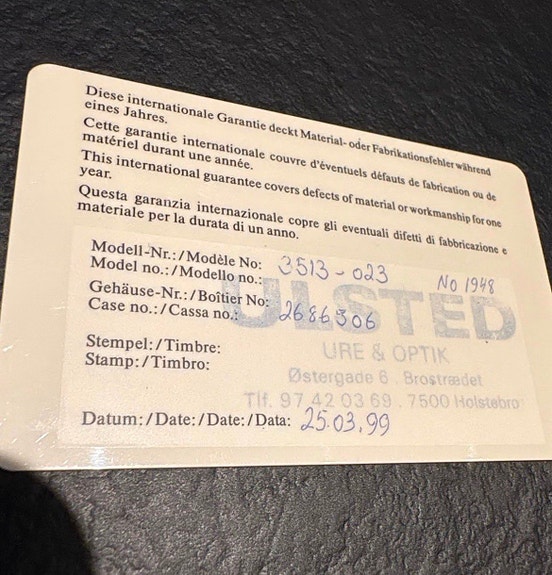 Diese internationale Garantie deckt Material- oder Fabrikationsfehler während
eines Jahres.
Cette garantie internationale couvre d'éventuels défauts de fabrication ou de
matériel durant une année.
This international guarantee covers defects of material or workmanship for one
year.
Questa garanzia internazionale copre gli eventuali difetti di fabbricazione e
materiale per la durata di un anno.
Modell-Nr.:/Modèle No: 3513-023 No 1948
Model no.:/Modello no.:
Gehäuse-Nr.:/Boîtier No: 2686306
Case no.:/Cassa no.:
ULSTED
Stempel:/Timbre: URE & OPTIK
Stamp:/Timbro: Østergade 6 . Brostrædet
Tlf. 97 42 03 69 . 7500 Holstebro
Datum:/Date:/Date:/Data: 25.03.99